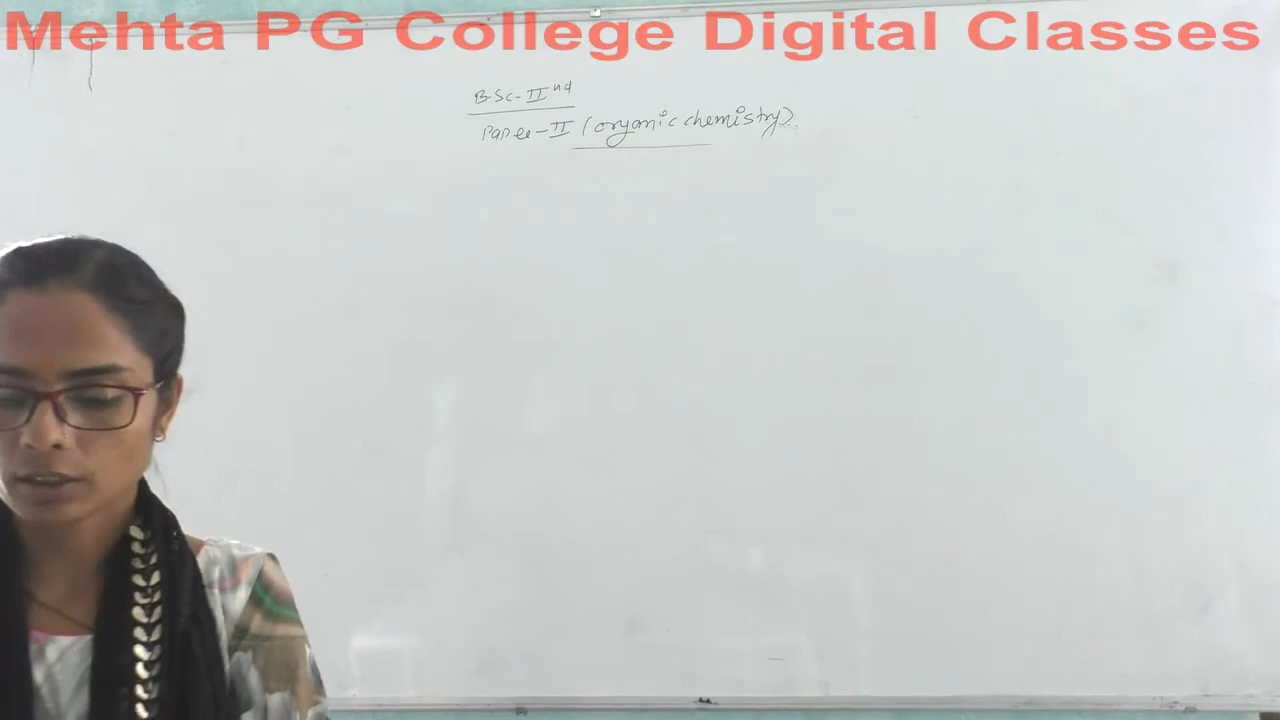 Mehta PG College Digital Classes
B.Sc-IInd
Paper-II (organic chemistry)